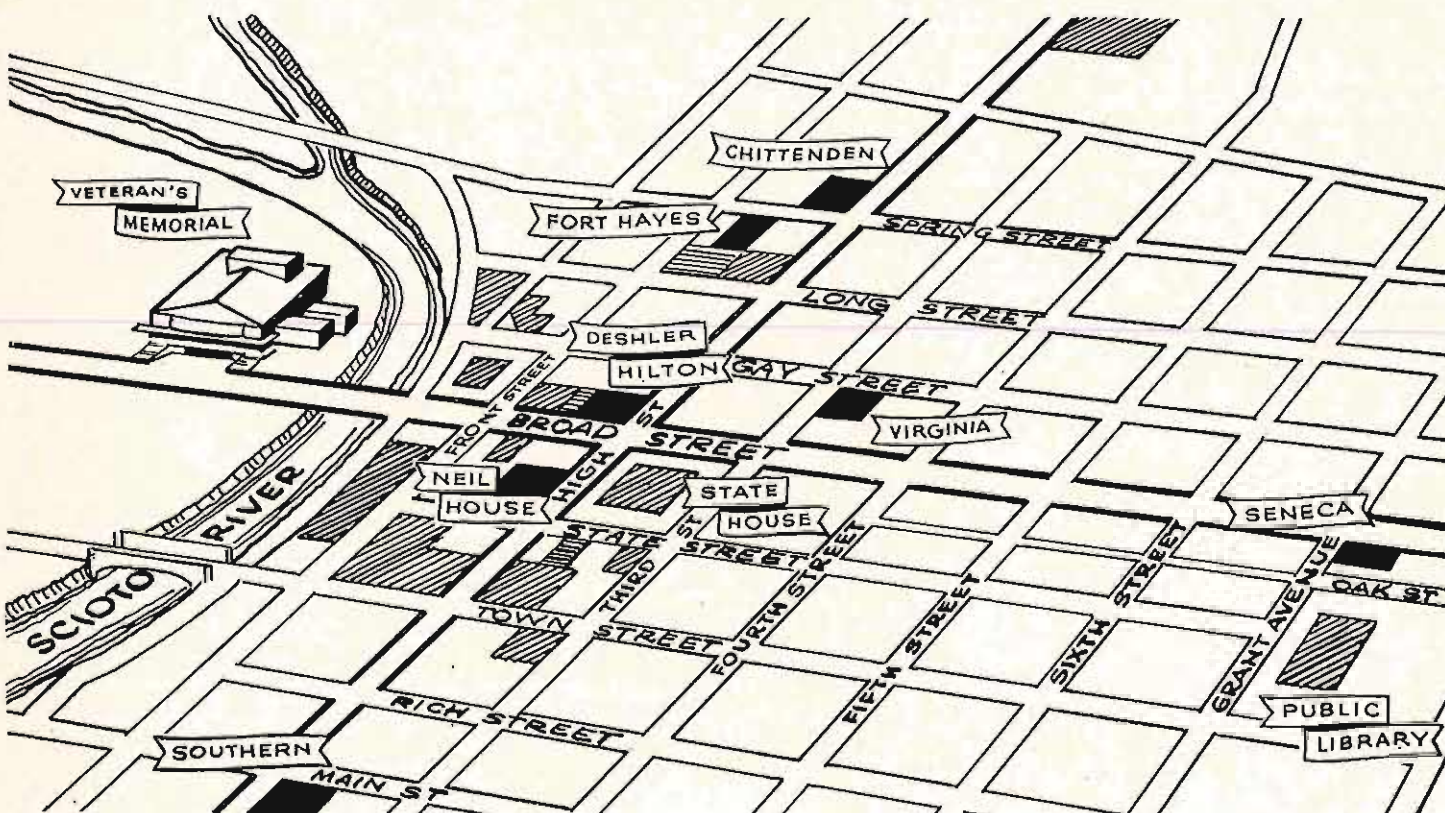 CHITTENDEN
VETERAN'S
MEMORIAL
FORT HAYES
SPRING STREET
LONG STREET
DESHLER
HILTON
GAY STREET
FRONT STREET
VIRGINIA
BROAD STREET
HIGH ST
NEIL
HOUSE
STATE
HOUSE
SENECA
RIVER
SCIOTO
STATE STREET
THIRD ST
FOURTH STREET
FIFTH STREET
SIXTH STREET
GRANT AVENUE
OAK ST
TOWN STREET
PUBLIC
LIBRARY
RICH STREET
SOUTHERN
MAIN ST